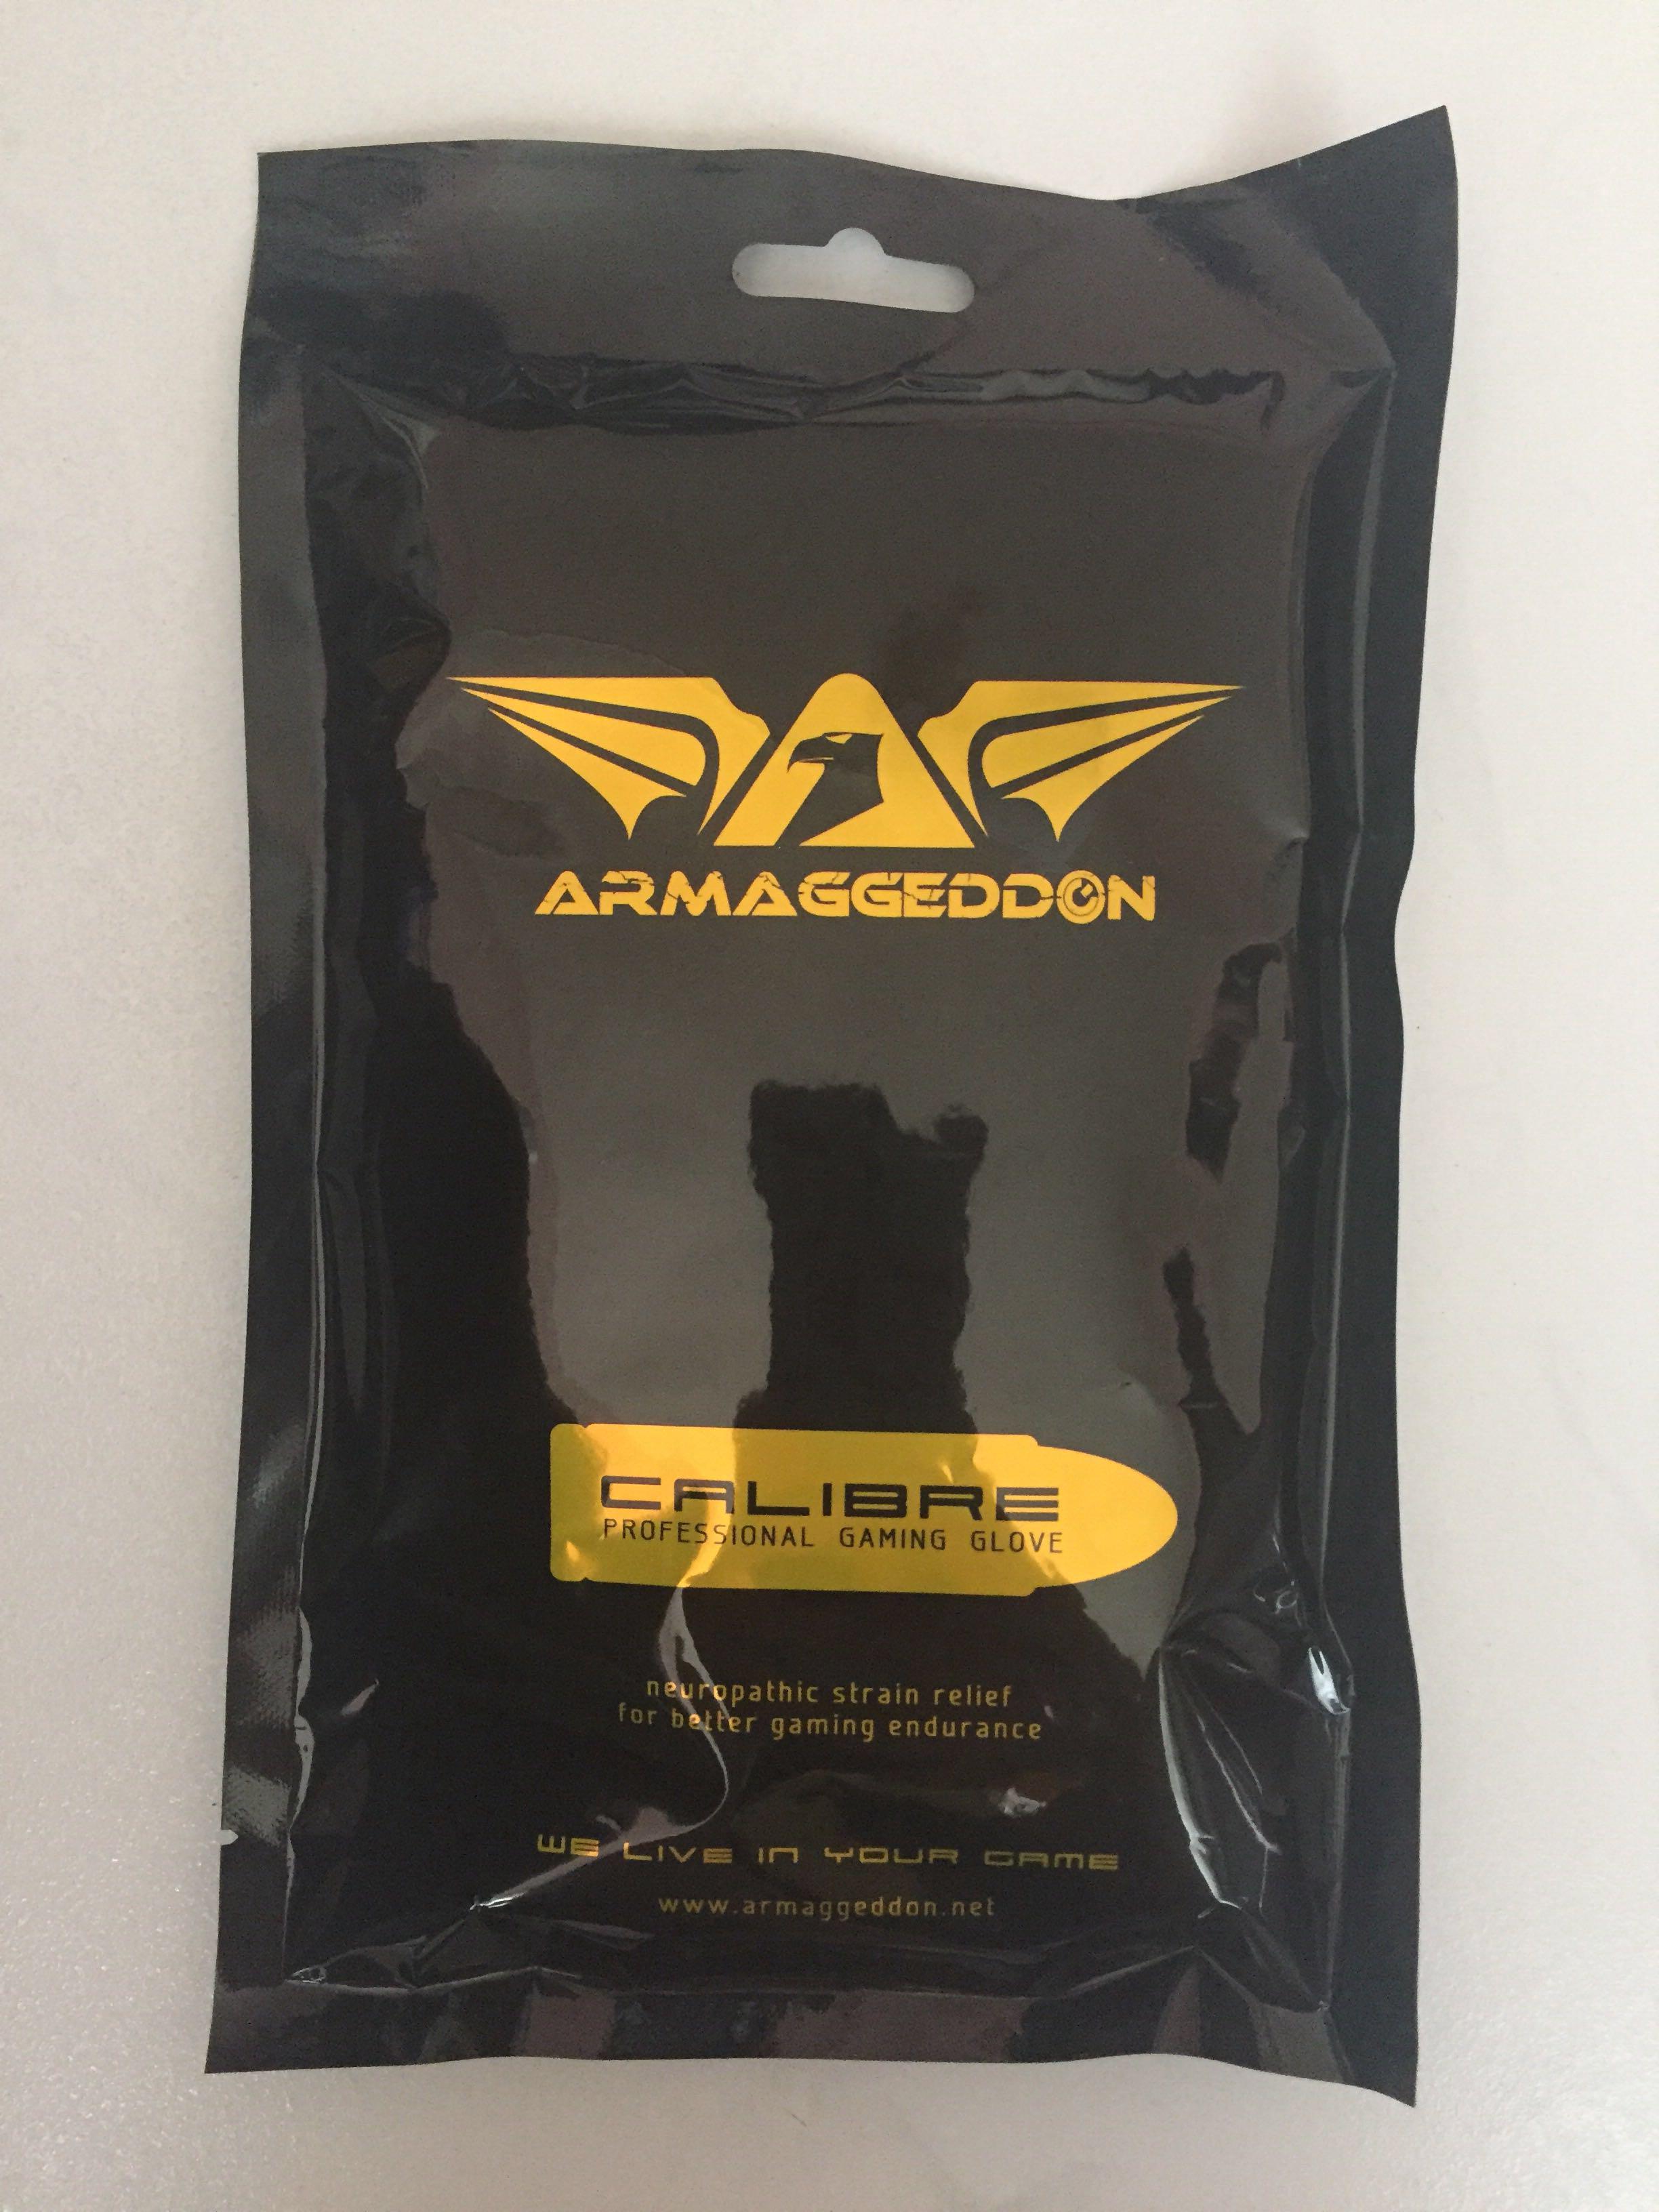 ARMAGGEDDON
CALIBRE
PROFESSIONAL GAMING GLOVE
neuropathic strain relief
for better gaming endurance
WE LIVE IN YOUR GAME
www.armaggeddon.net